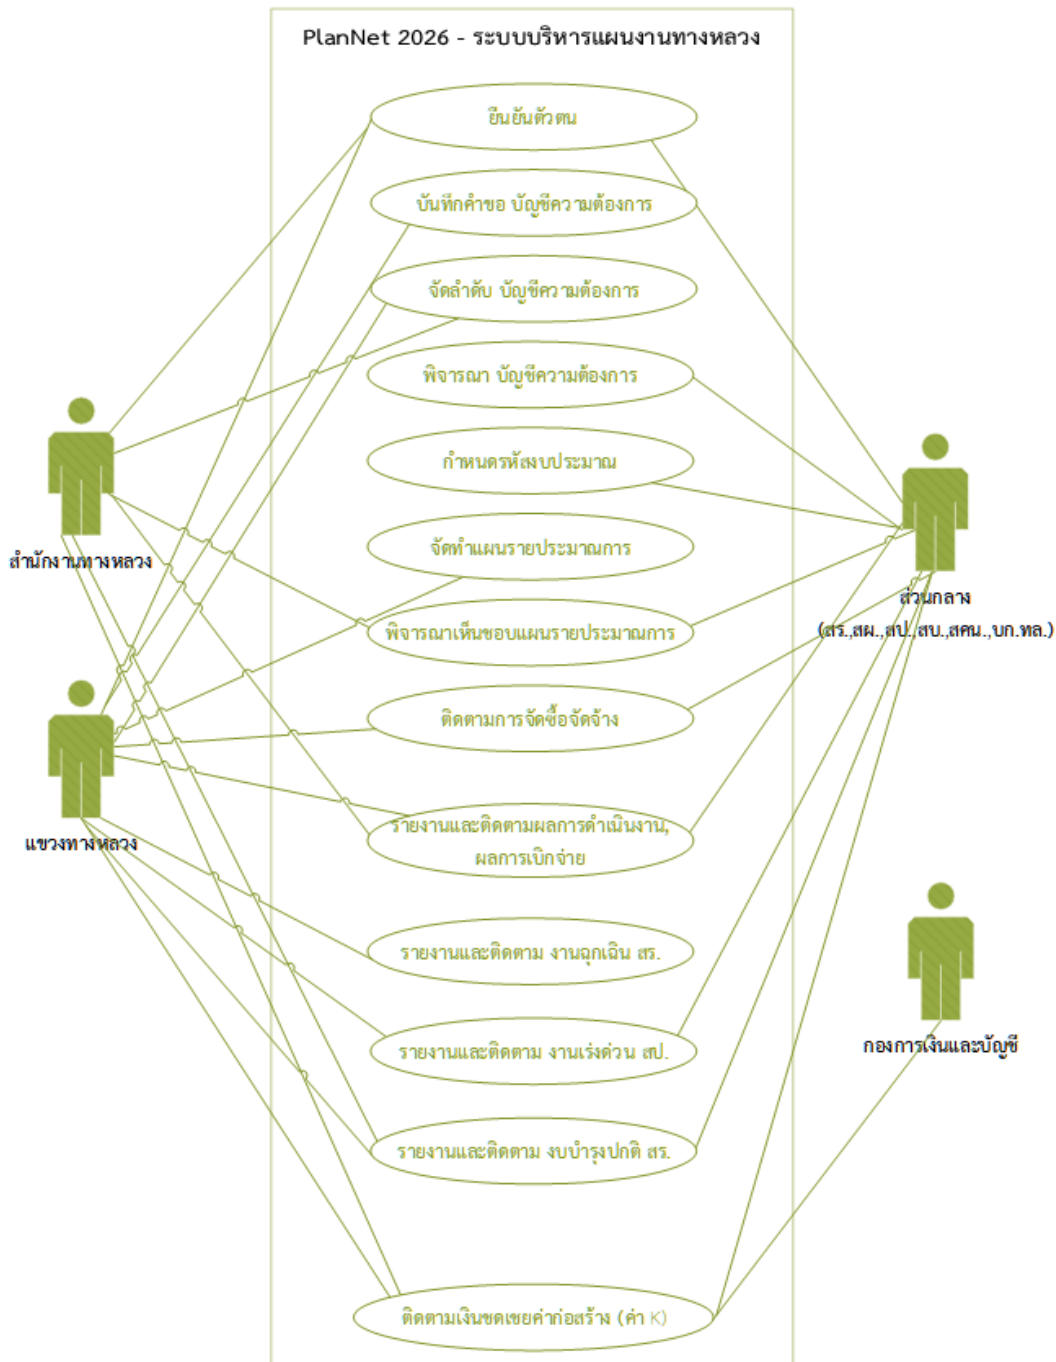 PlanNet 2026 - ระบบบริหารแผนงานทางหลวง
ยืนยันตัวตน
บันทึกคำขอ บัญชีความต้องการ
จัดลำดับ บัญชีความต้องการ
พิจารณา บัญชีความต้องการ
กำหนดรหัสงบประมาณ
จัดทำแผนรายประมาณการ
สำนักงานทางหลวง
ส่วนกลาง
(สร.,สผ.,สป.,สบ.,สคน.,บก.ทล.)
พิจารณาเห็นชอบแผนรายประมาณการ
ติดตามการจัดซื้อจัดจ้าง
แขวงทางหลวง
รายงานและติดตามผลการดำเนินงาน,
ผลการเบิกจ่าย
รายงานและติดตาม งานฉุกเฉิน สร.
รายงานและติดตาม งานเร่งด่วน สป.
กองการเงินและบัญชี
รายงานและติดตาม งบบำรุงปกติ สร.
ติดตามเงินชดเชยค่าก่อสร้าง (ค่า K)